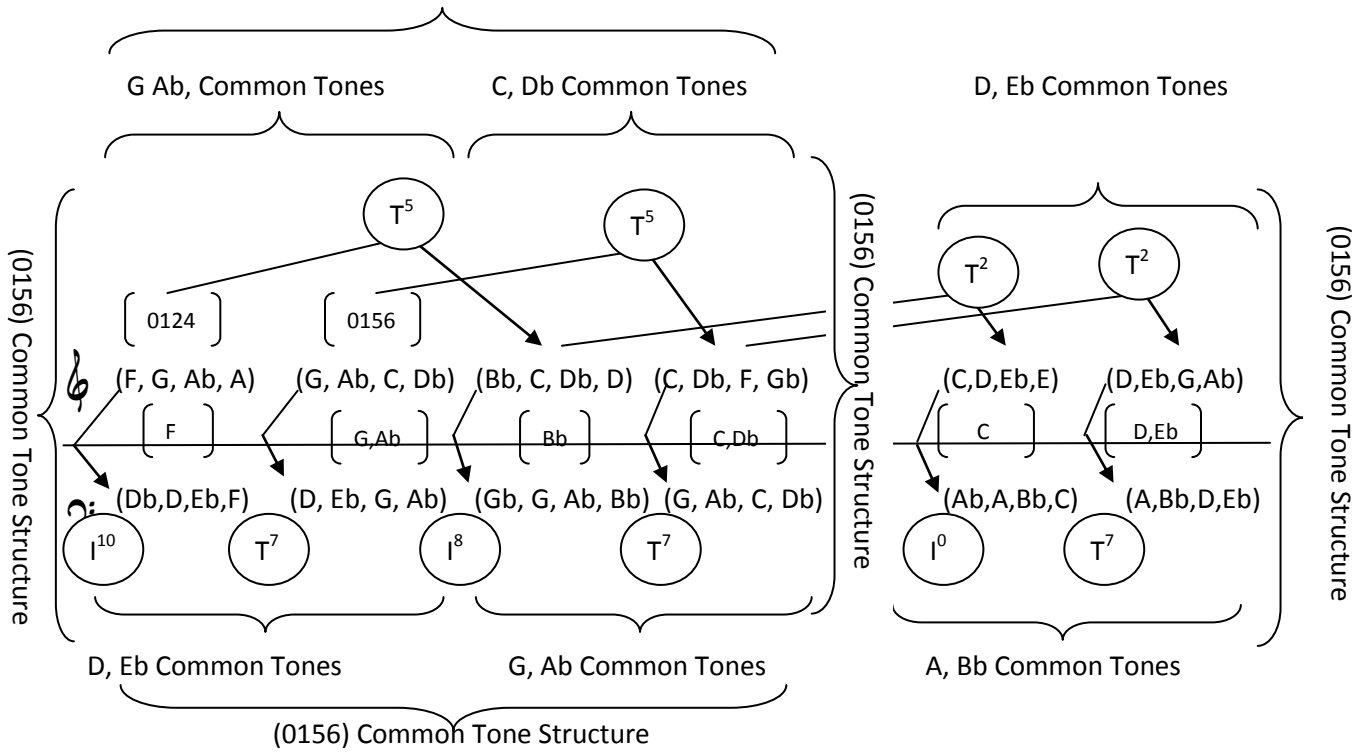 G Ab, Common Tones
C, Db Common Tones
D, Eb Common Tones
T5
T5
T2
T2
(0156) Common Tone Structure
(0156) Common Tone Structure
(0156) Common Tone Structure
0124
0156
(F, G, Ab, A)
(G, Ab, C, Db)
(Bb, C, Db, D)
(C, Db, F, Gb)
(C,D,Eb,E)
(D,Eb,G,Ab)
F
G,Ab
Bb
C,Db
C
D,Eb
(Db,D,Eb,F)
(D, Eb, G, Ab)
(Gb, G, Ab, Bb)
(G, Ab, C, Db)
(Ab,A,Bb,C)
(A,Bb,D,Eb)
I10
T7
I8
T7
I0
T7
D, Eb Common Tones
G, Ab Common Tones
A, Bb Common Tones
(0156) Common Tone Structure